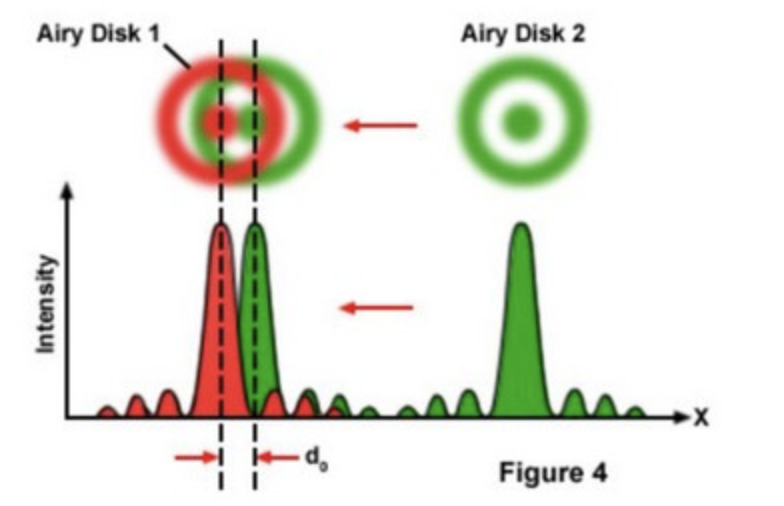 Airy Disk 1
Airy Disk 2
Intensity
X
d₀
Figure 4